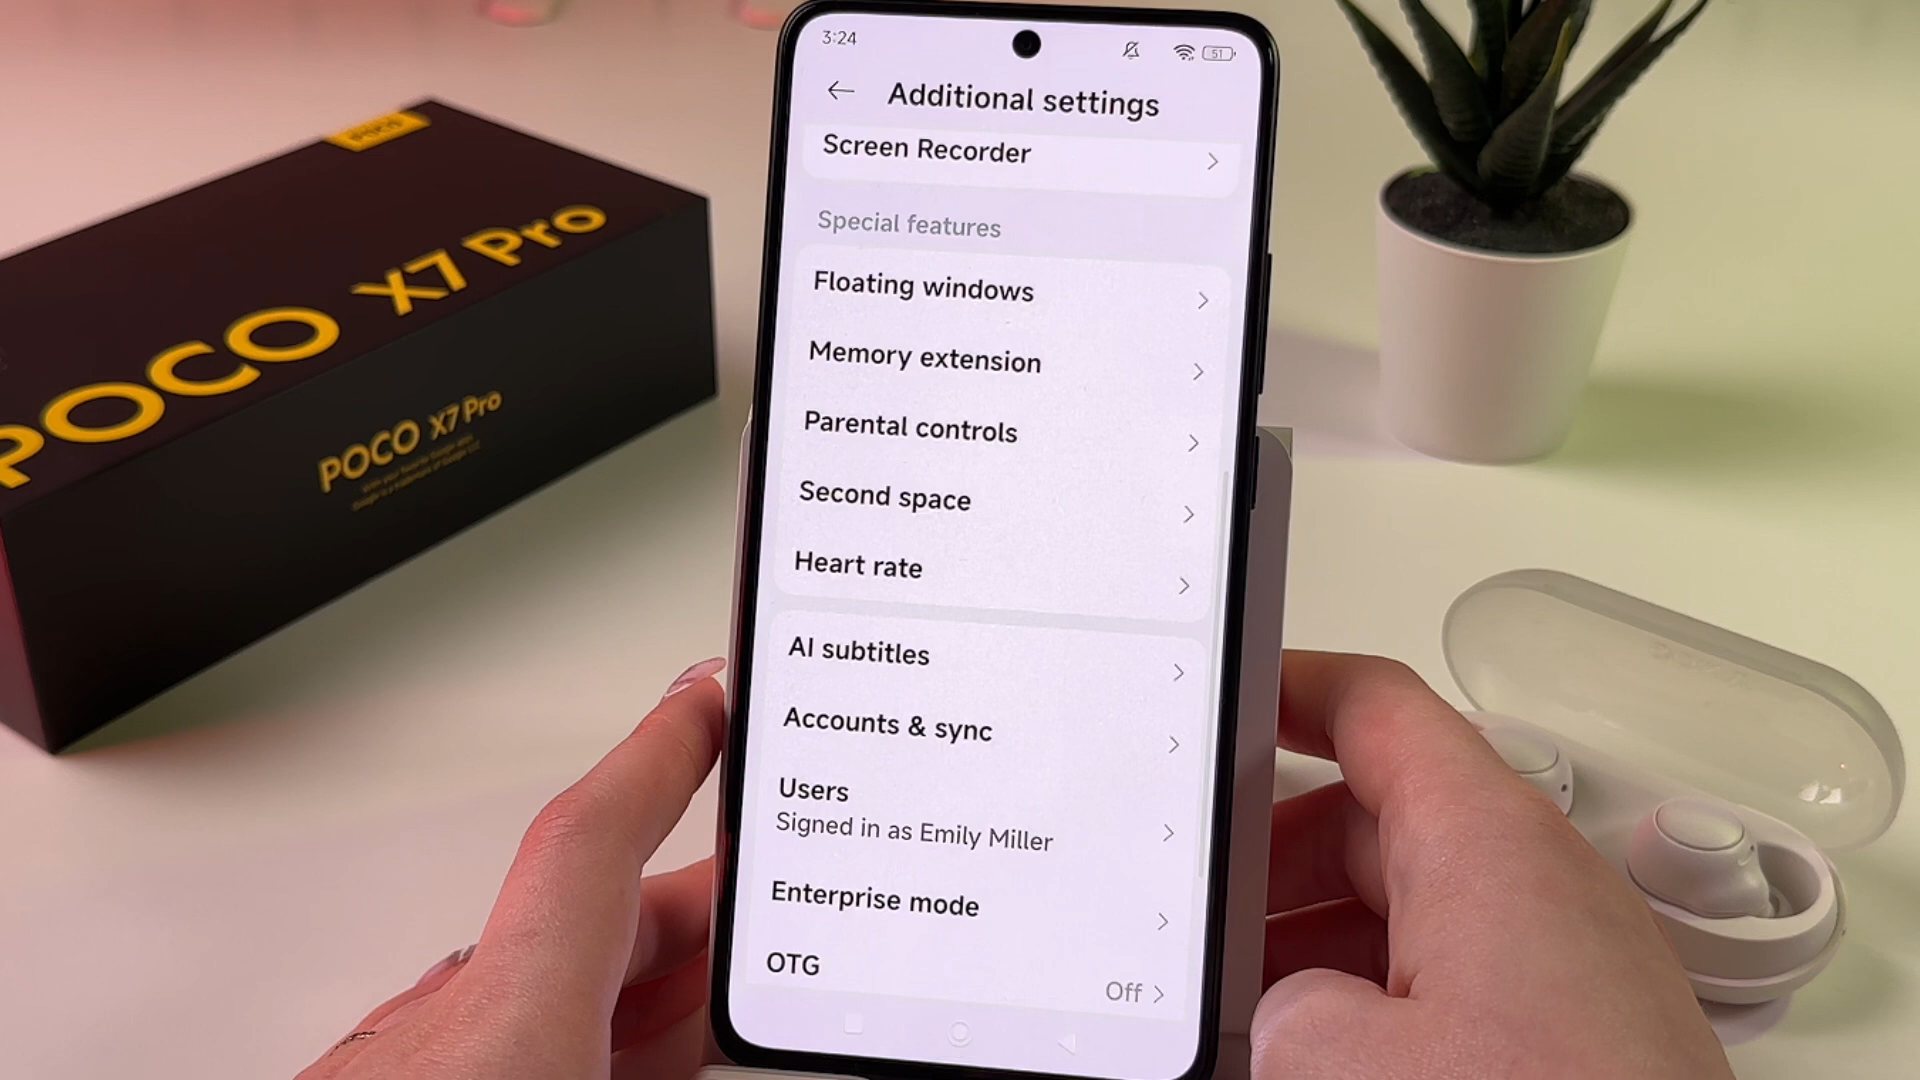 3:24
51
Additional settings
Screen Recorder
Special features
Floating windows
Memory extension
Parental controls
Second space
Heart rate
AI subtitles
Accounts & sync
Users
Signed in as Emily Miller
Enterprise mode
OTG
Off
POCO
POCO X7 Pro
POCO X7 Pro